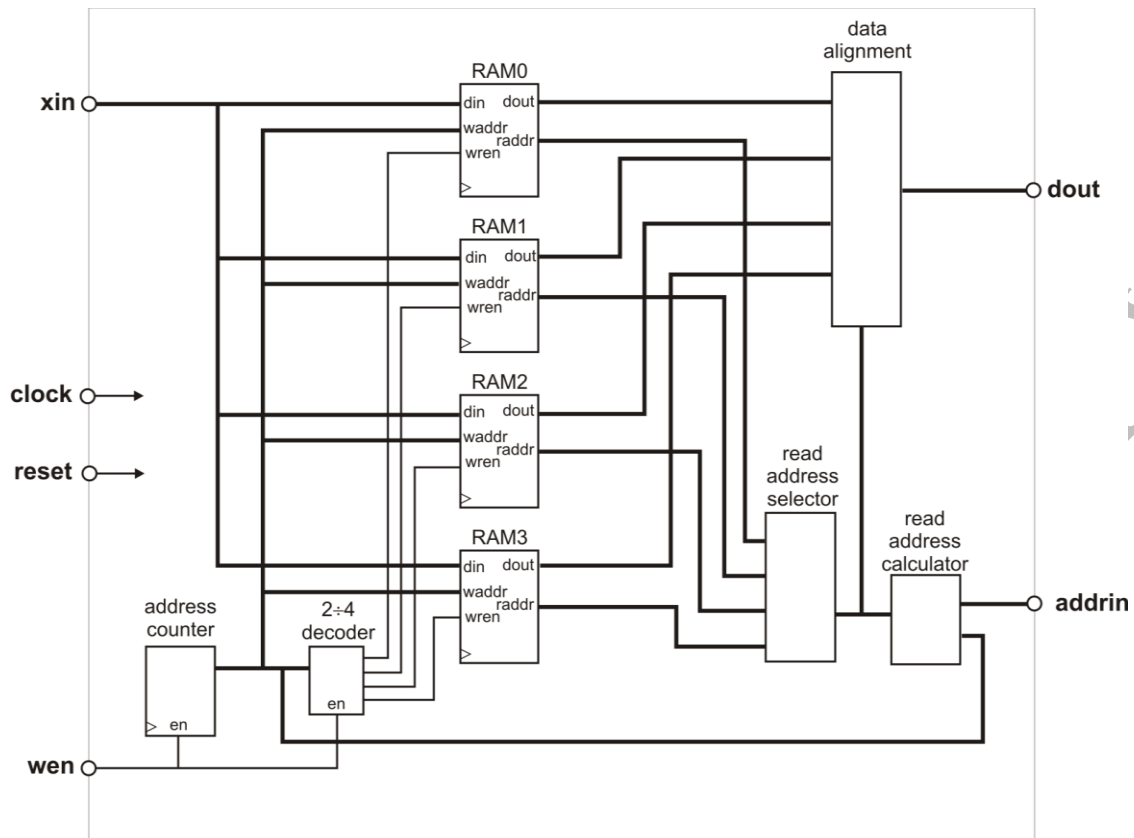 data
alignment
RAM0
xin
din
dout
waddr
raddr
wren
dout
RAM1
din
dout
waddr
raddr
wren
clock
RAM2
din
dout
waddr
raddr
wren
reset
read
address
selector
read
address
calculator
RAM3
din
dout
waddr
raddr
wren
addrin
address
counter
2÷4
decoder
en
en
wen